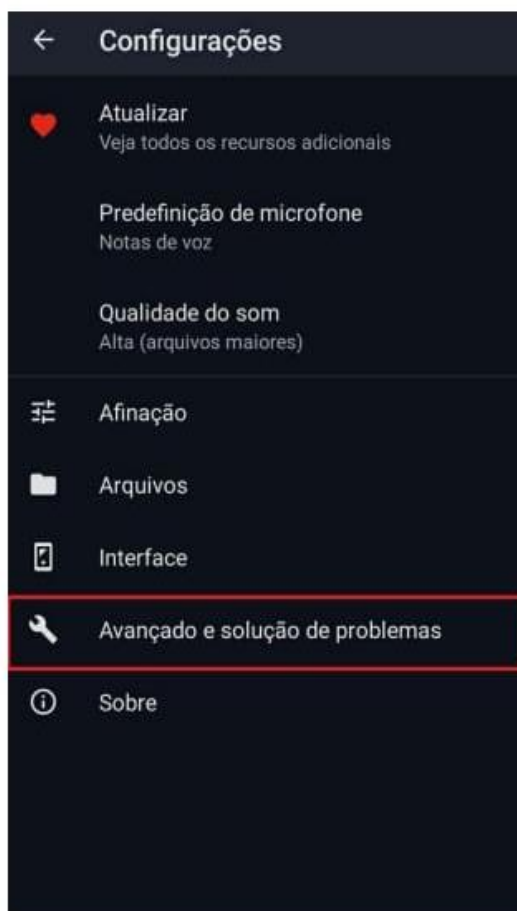 Configurações
Atualizar
Veja todos os recursos adicionais
Predefinição de microfone
Notas de voz
Qualidade do som
Alta (arquivos maiores)
Afinação
Arquivos
Interface
Avançado e solução de problemas
Sobre